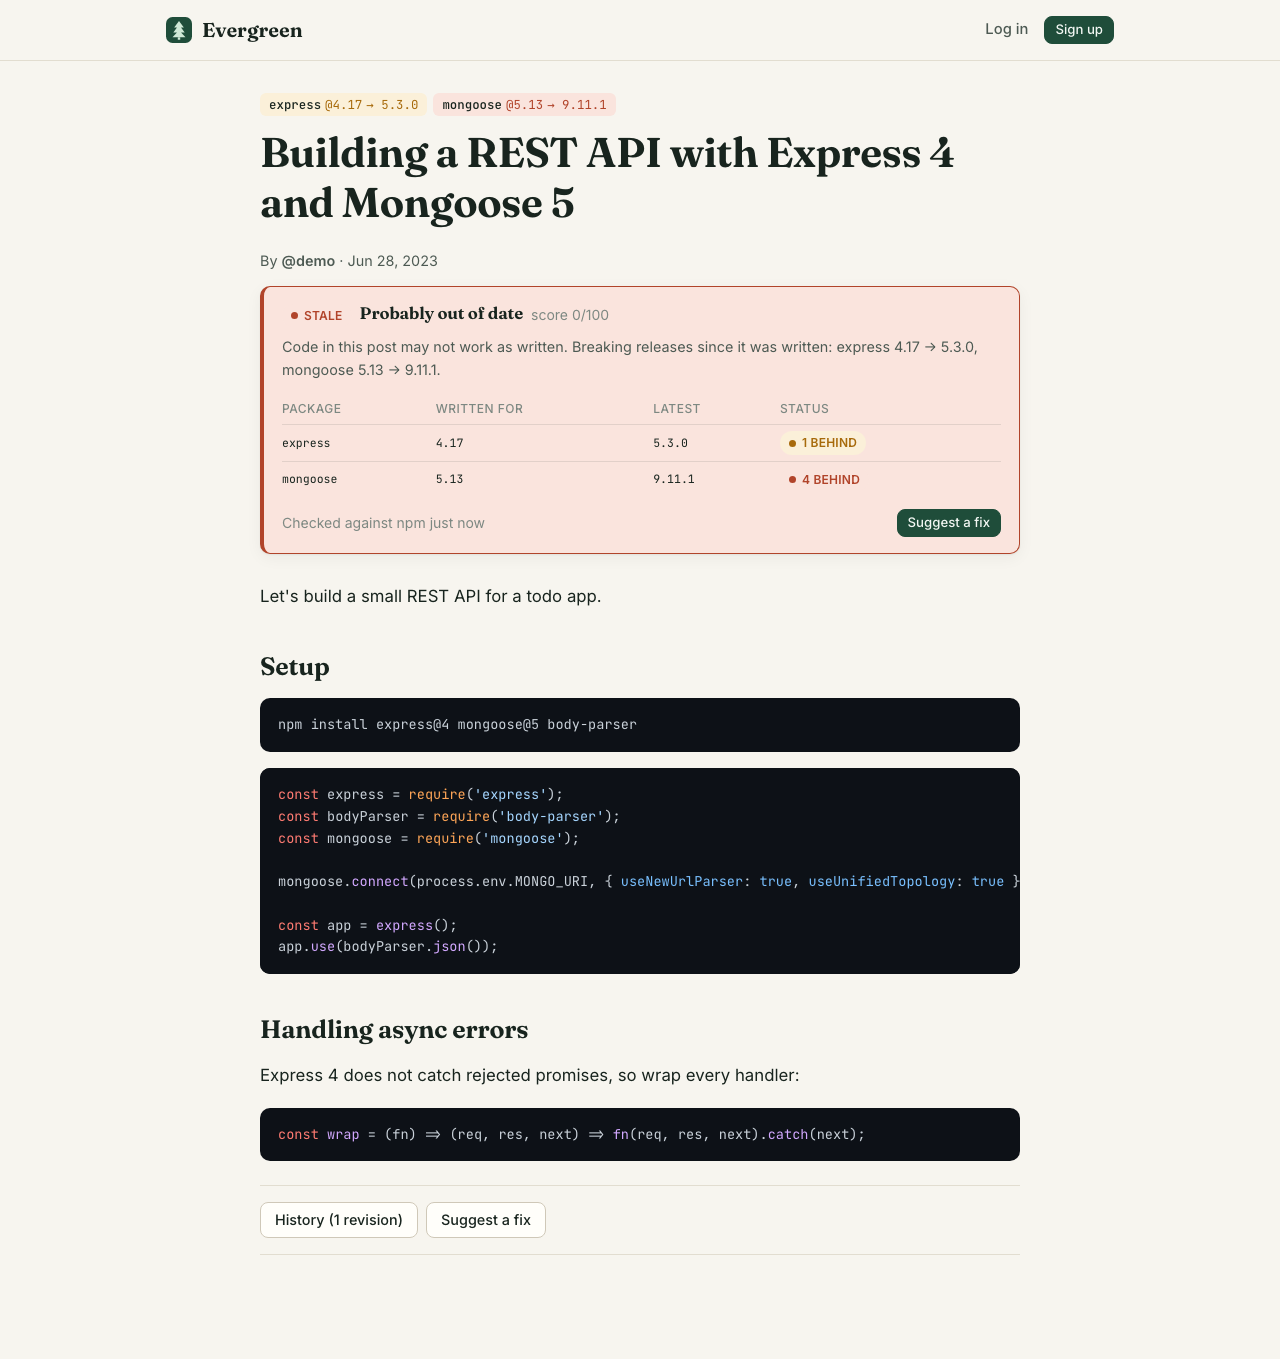 Evergreen
Log in
Sign up
express @4.17 → 5.3.0
mongoose @5.13 → 9.11.1
Building a REST API with Express 4
and Mongoose 5
By @demo · Jun 28, 2023
STALE Probably out of date score 0/100
Code in this post may not work as written. Breaking releases since it was written: express 4.17 → 5.3.0,
mongoose 5.13 → 9.11.1.
PACKAGE WRITTEN FOR LATEST STATUS
express 4.17 5.3.0 1 BEHIND
mongoose 5.13 9.11.1 4 BEHIND
Checked against npm just now
Suggest a fix
Let's build a small REST API for a todo app.
Setup
npm install express@4 mongoose@5 body-parser
const express = require('express');
const bodyParser = require('body-parser');
const mongoose = require('mongoose');
mongoose.connect(process.env.MONGO_URI, { useNewUrlParser: true, useUnifiedTopology: true }
const app = express();
app.use(bodyParser.json());
Handling async errors
Express 4 does not catch rejected promises, so wrap every handler:
const wrap = (fn) => (req, res, next) => fn(req, res, next).catch(next);
History (1 revision)
Suggest a fix